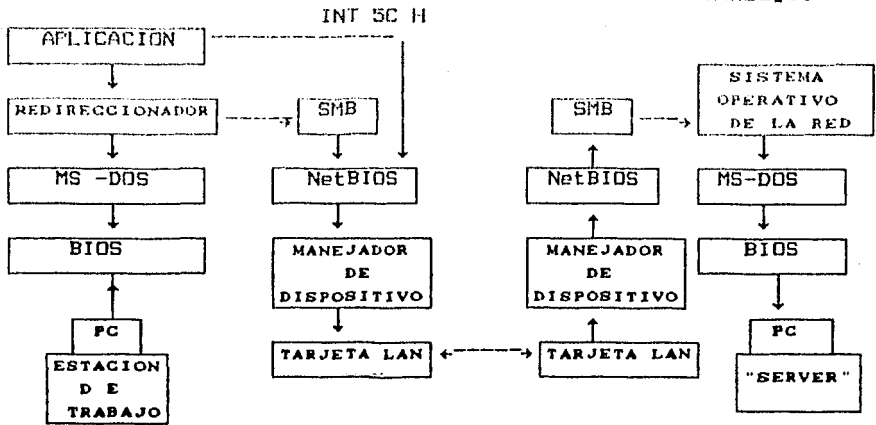 INT 5C H
APLICACION
REDIRECCIONADOR
SMB
SMB
SISTEMA
OPERATIVO
DE LA RED
MS -DOS
NetBIOS
NetBIOS
MS-DOS
BIOS
MANEJADOR
DE
DISPOSITIVO
MANEJADOR
DE
DISPOSITIVO
BIOS
PC
ESTACION
D E
TRABAJO
TARJETA LAN
TARJETA LAN
PC
"SERVER"